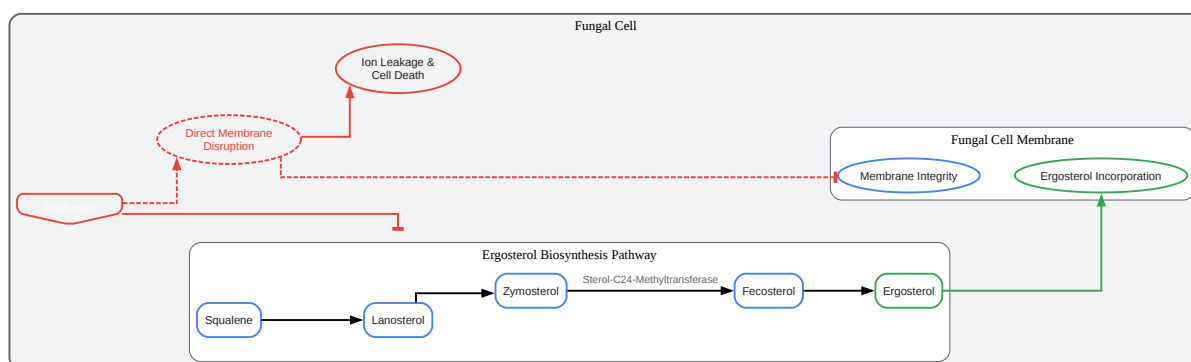 Fungal Cell
Ion Leakage &
Cell Death
Direct Membrane
Disruption
Fungal Cell Membrane
Membrane Integrity
Ergosterol Incorporation
Ergosterol Biosynthesis Pathway
Sterol-C24-Methyltransferase
Zymosterol
Fecosterol
Ergosterol
Squalene
Lanosterol